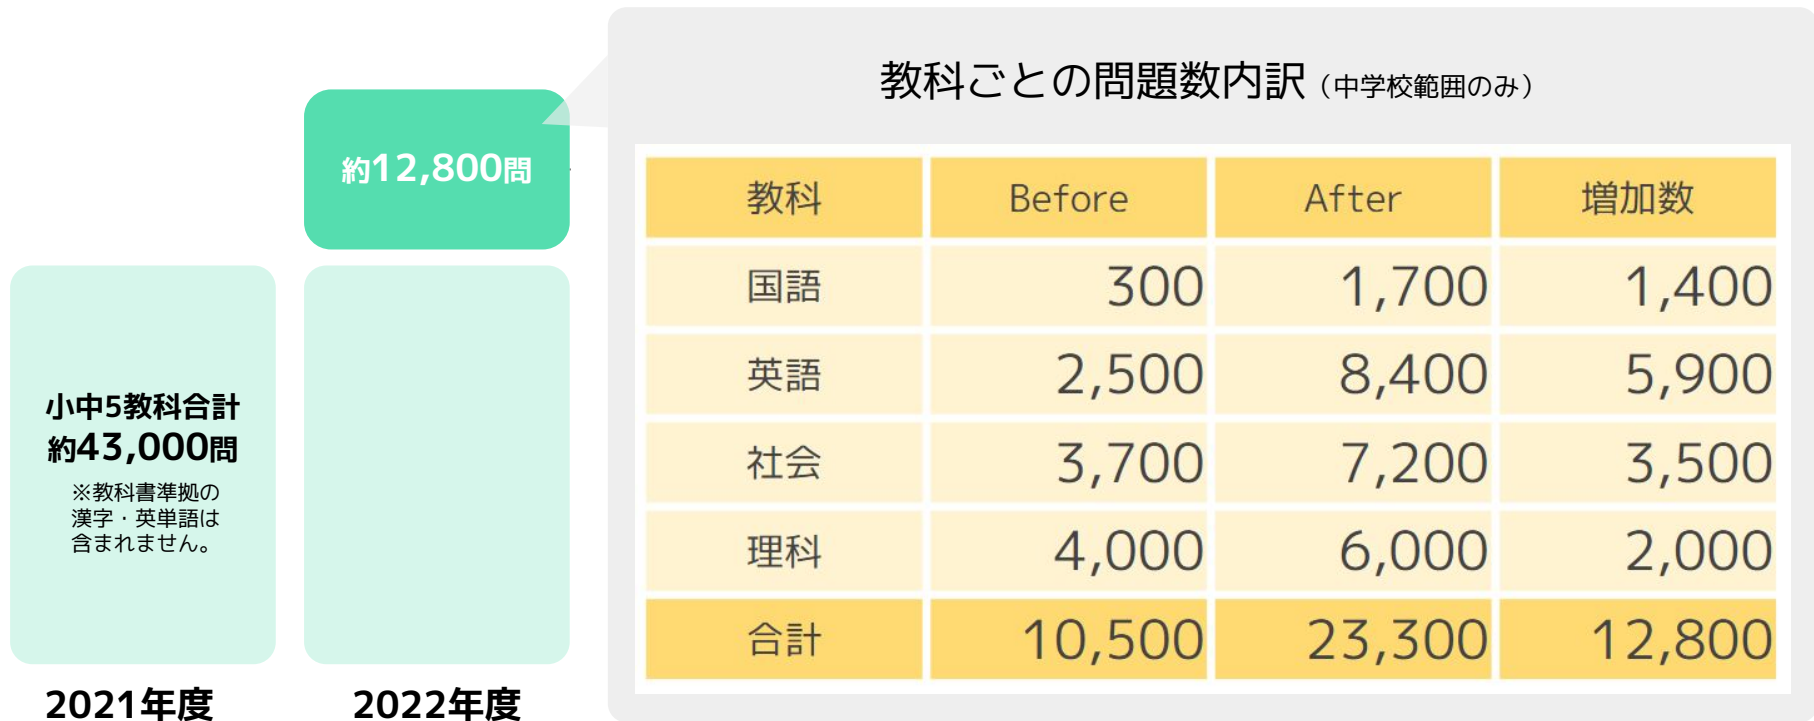 約12,800問
小中5教科合計
約43,000問
※教科書準拠の
漢字・英単語は
含まれません。
2021年度
2022年度
教科ごとの問題数内訳（中学校範囲のみ）
教科 Before After 増加数
国語 300 1,700 1,400
英語 2,500 8,400 5,900
社会 3,700 7,200 3,500
理科 4,000 6,000 2,000
合計 10,500 23,300 12,800